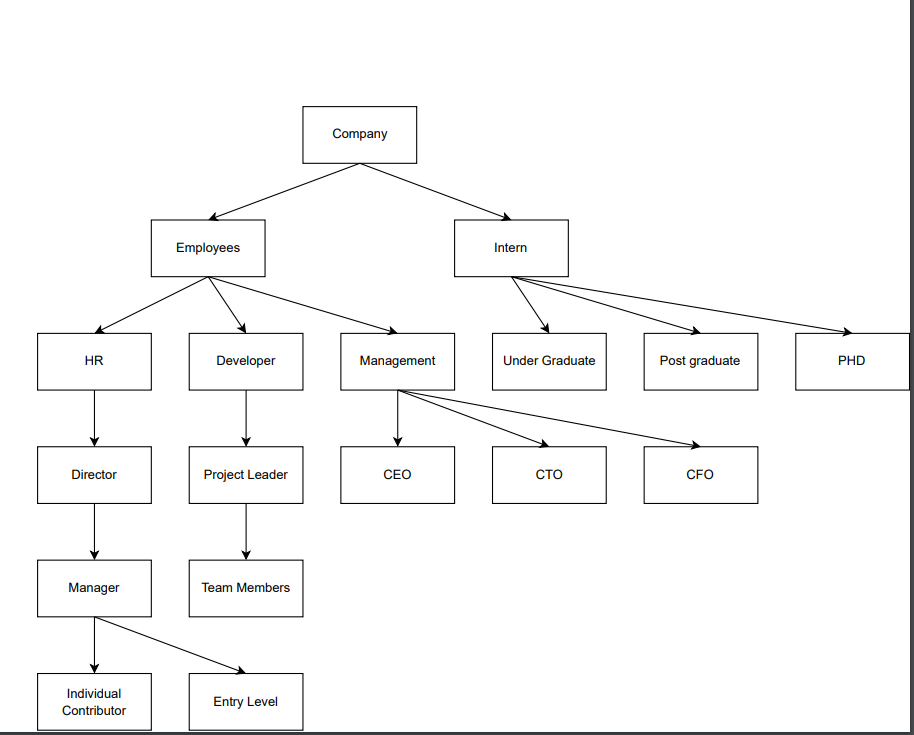 Company
Employees
Intern
HR
Developer
Management
Under Graduate
Post graduate
PHD
Director
Project Leader
CEO
CTO
CFO
Manager
Team Members
Individual
Contributor
Entry Level